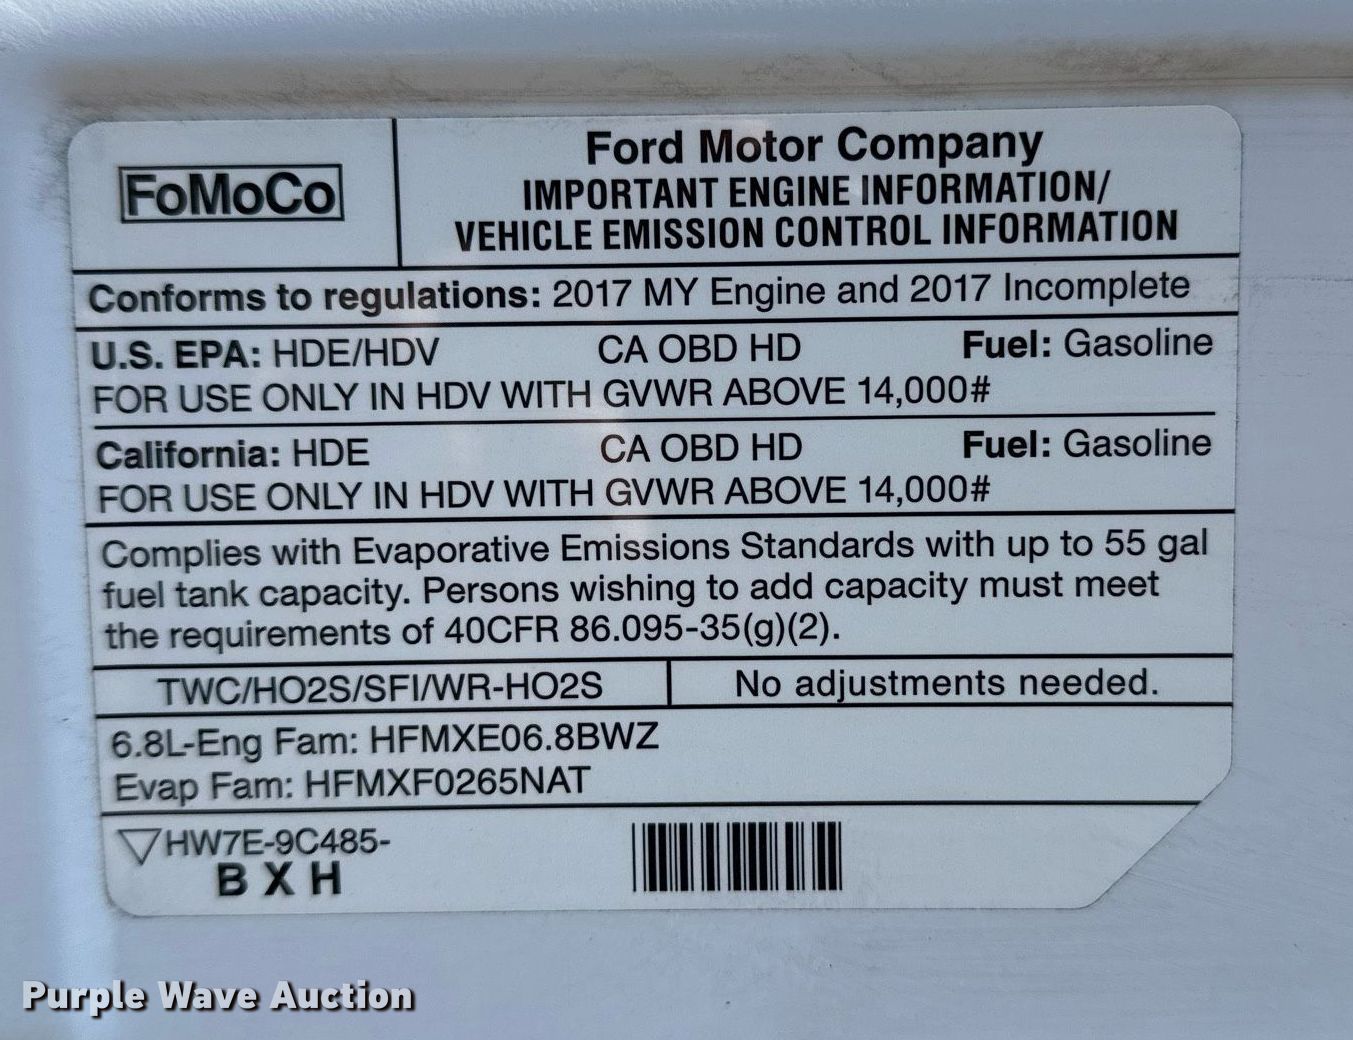 FoMoCo
Ford Motor Company
IMPORTANT ENGINE INFORMATION/
VEHICLE EMISSION CONTROL INFORMATION
Conforms to regulations: 2017 MY Engine and 2017 Incomplete
U.S. EPA: HDE/HDV CA OBD HD Fuel: Gasoline
FOR USE ONLY IN HDV WITH GVWR ABOVE 14,000#
California: HDE CA OBD HD Fuel: Gasoline
FOR USE ONLY IN HDV WITH GVWR ABOVE 14,000#
Complies with Evaporative Emissions Standards with up to 55 gal
fuel tank capacity. Persons wishing to add capacity must meet
the requirements of 40CFR 86.095-35(g)(2).
TWC/HO2S/SFI/WR-HO2S No adjustments needed.
6.8L-Eng Fam: HFMXE06.8BWZ
Evap Fam: HFMXF0265NAT
▽HW7E-9C485-
B X H
Purple Wave Auction